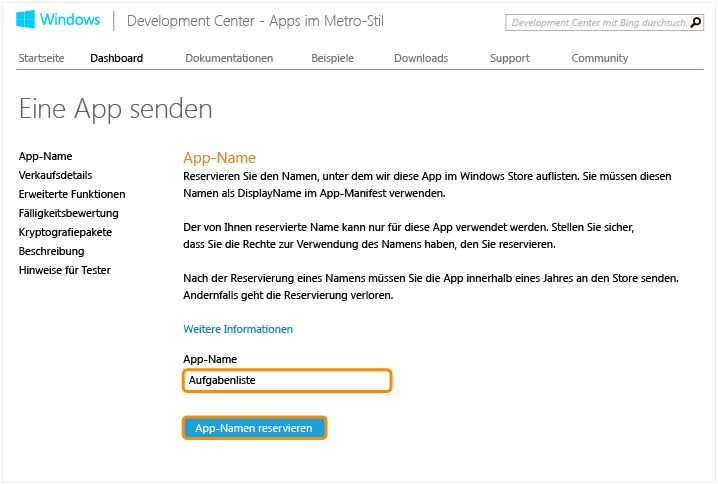 Windows Development Center - Apps im Metro-Stil
Development Center mit Bing durchsuch.
Startseite Dashboard Dokumentationen Beispiele Downloads Support Community
Eine App senden
App-Name
Verkaufsdetails
Erweiterte Funktionen
Fälligkeitsbewertung
Kryptografiepakete
Beschreibung
Hinweise für Tester
App-Name
Reservieren Sie den Namen, unter dem wir diese App im Windows Store auflisten. Sie müssen diesen
Namen als DisplayName im App-Manifest verwenden.
Der von Ihnen reservierte Name kann nur für diese App verwendet werden. Stellen Sie sicher,
dass Sie die Rechte zur Verwendung des Namens haben, den Sie reservieren.
Nach der Reservierung eines Namens müssen Sie die App innerhalb eines Jahres an den Store senden.
Andernfalls geht die Reservierung verloren.
Weitere Informationen
App-Name
Aufgabenliste
App-Namen reservieren